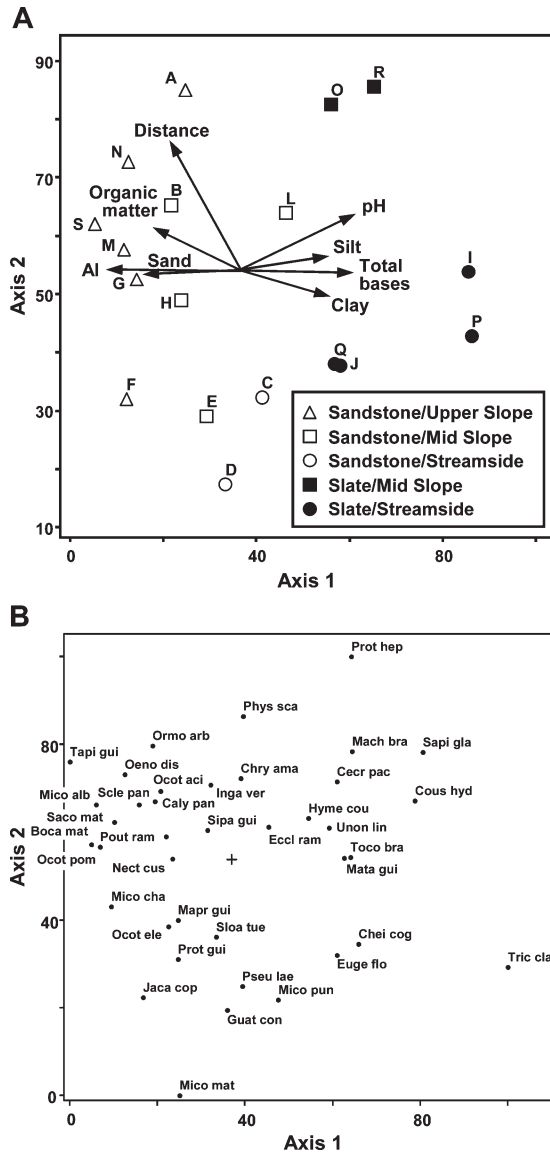 A
90
70
50
30
10
Axis 2
A
O
R
Distance
N
B
L
Organic
matter
pH
S
M
Silt
Al
Sand
Total
bases
I
G
H
Clay
P
Q
J
F
E
C
D
Sandstone/Upper Slope
Sandstone/Mid Slope
Sandstone/Streamside
Slate/Mid Slope
Slate/Streamside
0
40
80
Axis 1
B
Prot hep
Phys sca
Ormo arb
Mach bra
Sapi gla
80
Tapi gui
Oeno dis
Chry ama
Cecr pac
Ocot aci
Inga ver
Cous hyd
Mico alb
Scle pan
Caly pan
Hyme cou
Saco mat
Sipa gui
Unon lin
Boca mat
Pout ram
Eccl ram
Toco bra
Ocot pom
Nect cus
Mata gui
Axis 2
Mico cha
Mapr gui
40
Ocot ele
Sloa tue
Chei cog
Prot gui
Euge flo
Tric cla
Jaca cop
Pseu lae
Mico pun
Guat con
Mico mat
0
0
40
80
Axis 1